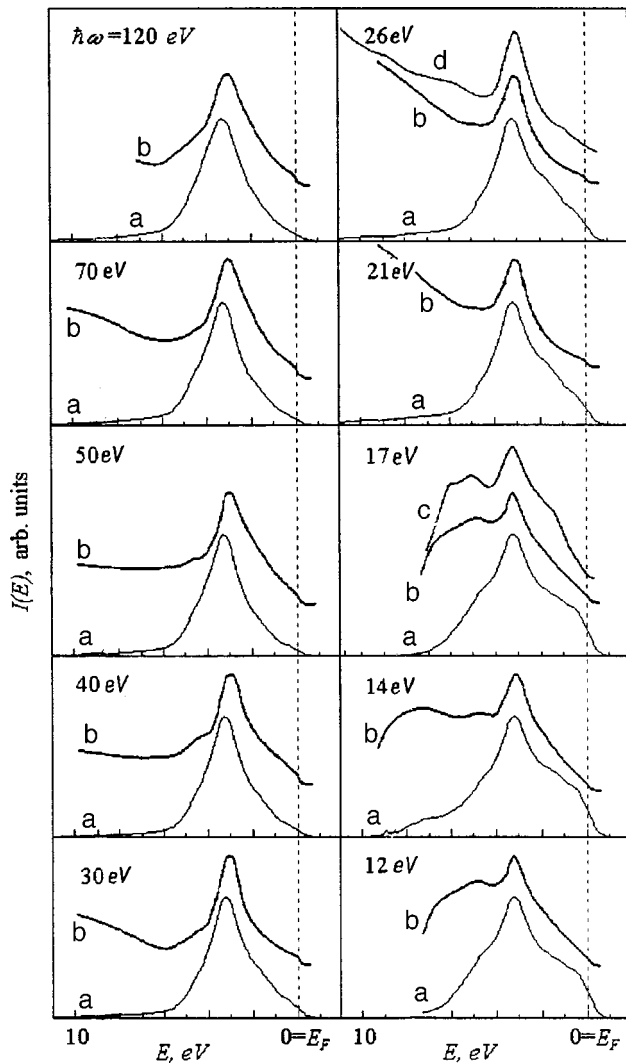 ħω=120 eV
b
a
70 eV
b
a
50 eV
b
a
40 eV
b
a
30 eV
b
a
26 eV
d
b
a
21 eV
b
a
17 eV
c
b
a
14 eV
b
a
12 eV
b
a
I(E), arb. units
10
E, eV
0=E_F
10
E, eV
0=E_F